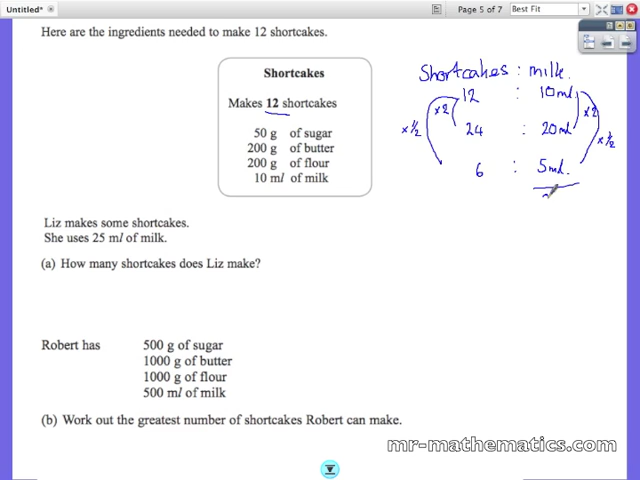 Untitled*
Page 5 of 7
Best Fit
Here are the ingredients needed to make 12 shortcakes.
Shortcakes
Makes 12 shortcakes
50 g of sugar
200 g of butter
200 g of flour
10 ml of milk
Shortcakes : milk.
12 : 10ml
×2 ×2
×1/2 24 : 20ml ×1/2
6 : 5ml.
Liz makes some shortcakes.
She uses 25 ml of milk.
(a) How many shortcakes does Liz make?
Robert has 500 g of sugar
1000 g of butter
1000 g of flour
500 ml of milk
(b) Work out the greatest number of shortcakes Robert can make.
mr-mathematics.com